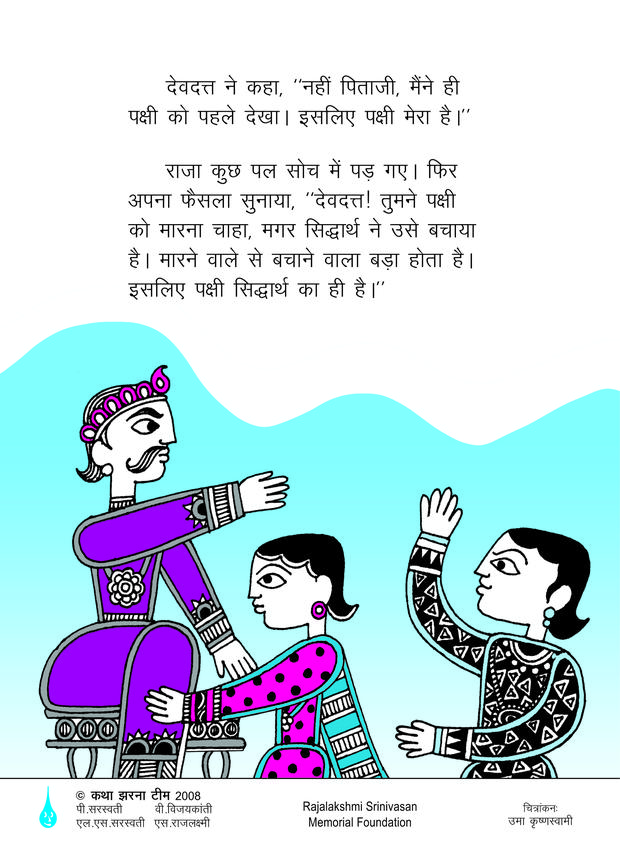 देवदत्त ने कहा, ''नहीं पिताजी, मैंने ही
पक्षी को पहले देखा। इसलिए पक्षी मेरा है।''
राजा कुछ पल सोच में पड़ गए। फिर
अपना फैसला सुनाया, ''देवदत्त! तुमने पक्षी
को मारना चाहा, मगर सिद्धार्थ ने उसे बचाया
है। मारने वाले से बचाने वाला बड़ा होता है।
इसलिए पक्षी सिद्धार्थ का ही है।''
© कथा झरना टीम 2008
पी.सरस्वती वी.विजयकांती
एल.एस.सरस्वती एस.राजलक्ष्मी
Rajalakshmi Srinivasan
Memorial Foundation
चित्रांकनः
उमा कृष्णस्वामी